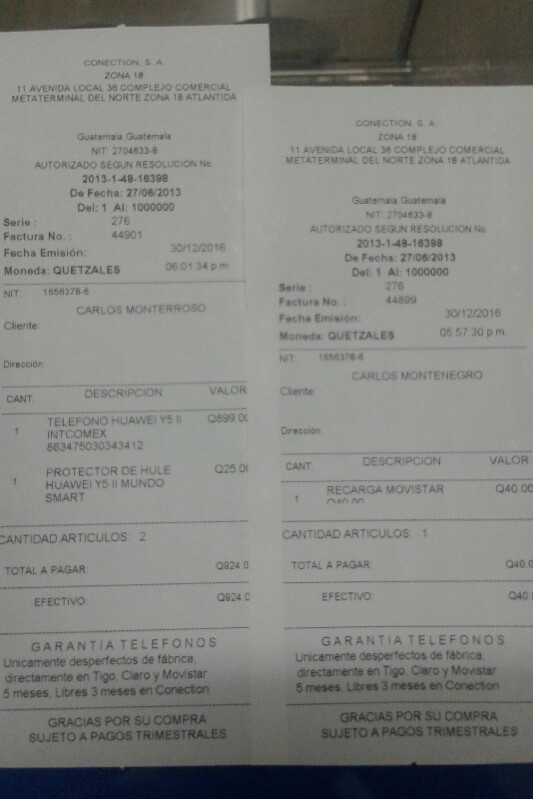 CONECTION, S. A.
ZONA 18
11 AVENIDA LOCAL 36 COMPLEJO COMERCIAL
METATERMINAL DEL NORTE ZONA 18 ATLANTIDA
Guatemala,Guatemala
NIT: 2704633-8
AUTORIZADO SEGUN RESOLUCION No.
2013-1-48-16398
De Fecha: 27/06/2013
Del: 1 Al: 1000000
Serie : 276
Factura No. : 44901
Fecha Emisión: 30/12/2016
Moneda: QUETZALES 06:01:34 p.m.
NIT: 1656378-6
CARLOS MONTERROSO
Cliente:
Dirección:
CANT. DESCRIPCION VALOR
1 TELEFONO HUAWEI Y5 II Q899.00
INTCOMEX
863475030343412
1 PROTECTOR DE HULE Q25.00
HUAWEI Y5 II MUNDO
SMART
CANTIDAD ARTICULOS: 2
TOTAL A PAGAR: Q924.0
EFECTIVO: Q924.0
GARANTIA TELEFONOS
Unicamente desperfectos de fábrica,
directamente en Tigo, Claro y Movistar
5 meses, Libres 3 meses en Conection
GRACIAS POR SU COMPRA
SUJETO A PAGOS TRIMESTRALES
CONECTION, S. A.
ZONA 18
11 AVENIDA LOCAL 36 COMPLEJO COMERCIAL
METATERMINAL DEL NORTE ZONA 18 ATLANTIDA
Guatemala,Guatemala
NIT: 2704633-8
AUTORIZADO SEGUN RESOLUCION No.
2013-1-48-16398
De Fecha: 27/06/2013
Del: 1 Al: 1000000
Serie : 276
Factura No. : 44899
Fecha Emisión: 30/12/2016
Moneda: QUETZALES 05:57:30 p.m.
NIT: 1656378-6
CARLOS MONTENEGRO
Cliente:
Dirección:
CANT. DESCRIPCION VALOR
1 RECARGA MOVISTAR Q40.00
Q40.00
CANTIDAD ARTICULOS: 1
TOTAL A PAGAR: Q40.0
EFECTIVO: Q40.
GARANTIA TELEFONOS
Unicamente desperfectos de fábrica,
directamente en Tigo, Claro y Movistar
5 meses, Libres 3 meses en Conection
GRACIAS POR SU COMPRA
SUJETO A PAGOS TRIMESTRALES